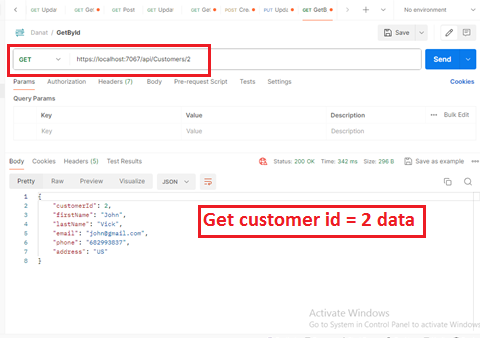 GET Updat GET Get GET Post GET Updat GET Get POST Cre PUT Upda GET GetB No environment
Danat / GetById Save
GET https://localhost:7067/api/Customers/2 Send
Params Authorization Headers (7) Body Pre-request Script Tests Settings Cookies
Query Params
Key Value Description Bulk Edit
Key Value Description
Body Cookies Headers (5) Test Results Status: 200 OK Time: 342 ms Size: 296 B Save as example
Pretty Raw Preview Visualize JSON
1 {
2 "customerId": 2,
3 "firstName": "John",
4 "lastName": "Vick",
5 "email": "john@gmail.com",
6 "phone": "682993837",
7 "address": "US"
8 }
Get customer id = 2 data
Activate Windows
Go to System in Control Panel to activate Windows.